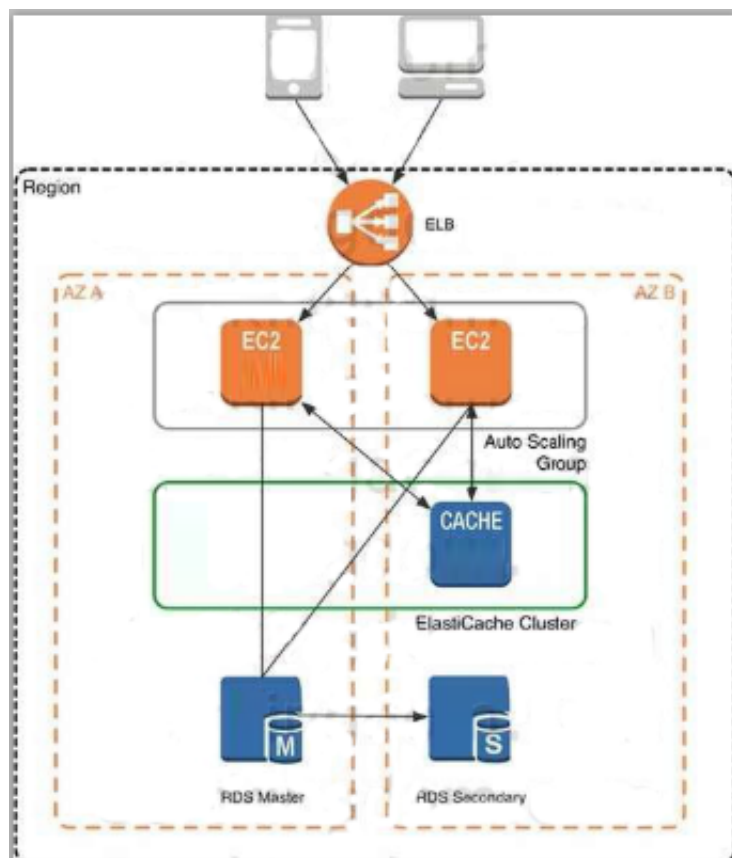 Region
ELB
AZ A
AZ B
EC2
EC2
Auto Scaling
Group
CACHE
ElastiCache Cluster
M
S
RDS Master
RDS Secondary